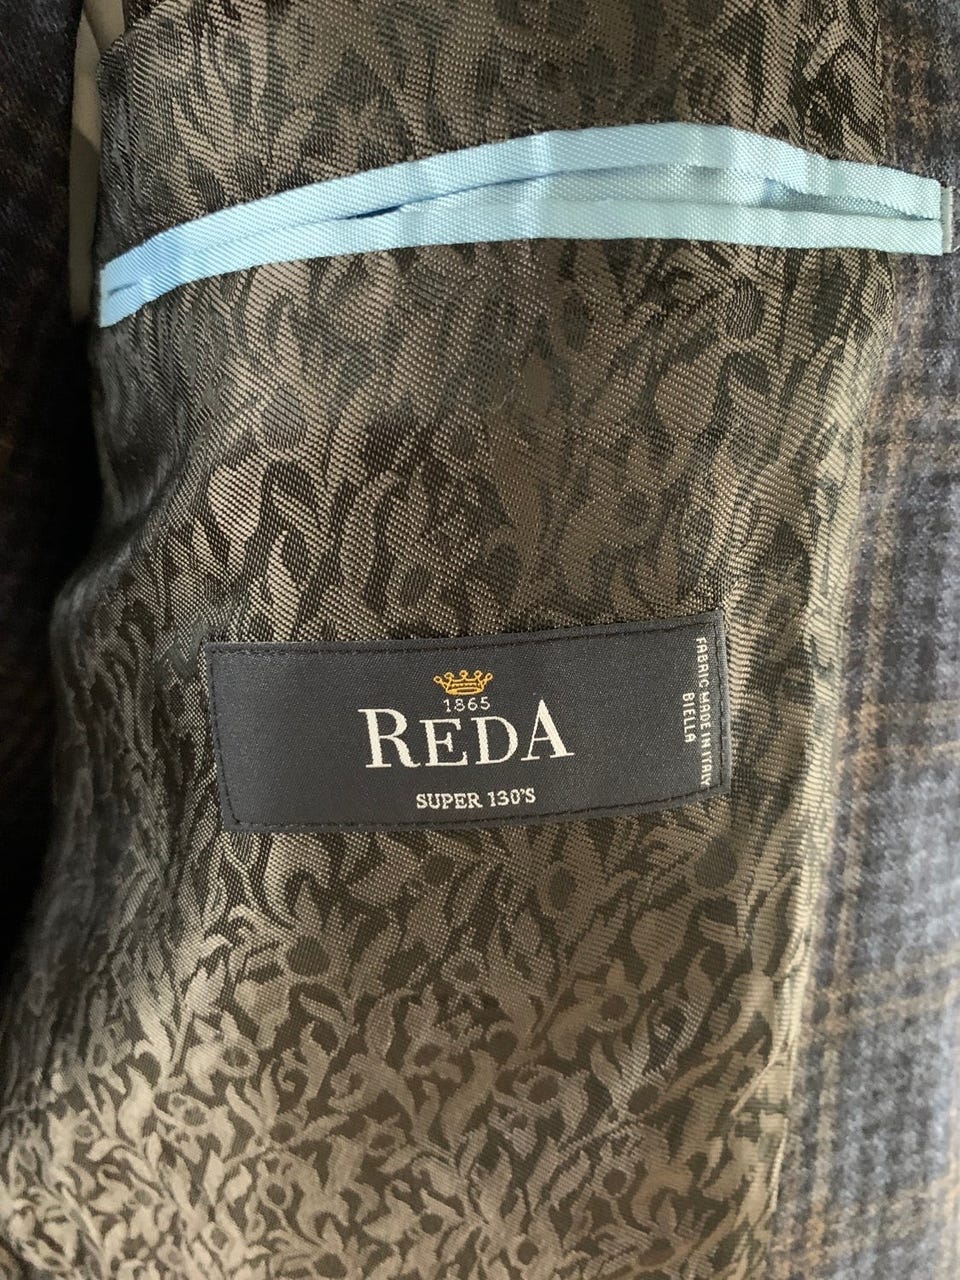 1865
REDA
SUPER 130'S
FABRIC MADE IN ITALY
BIELLA